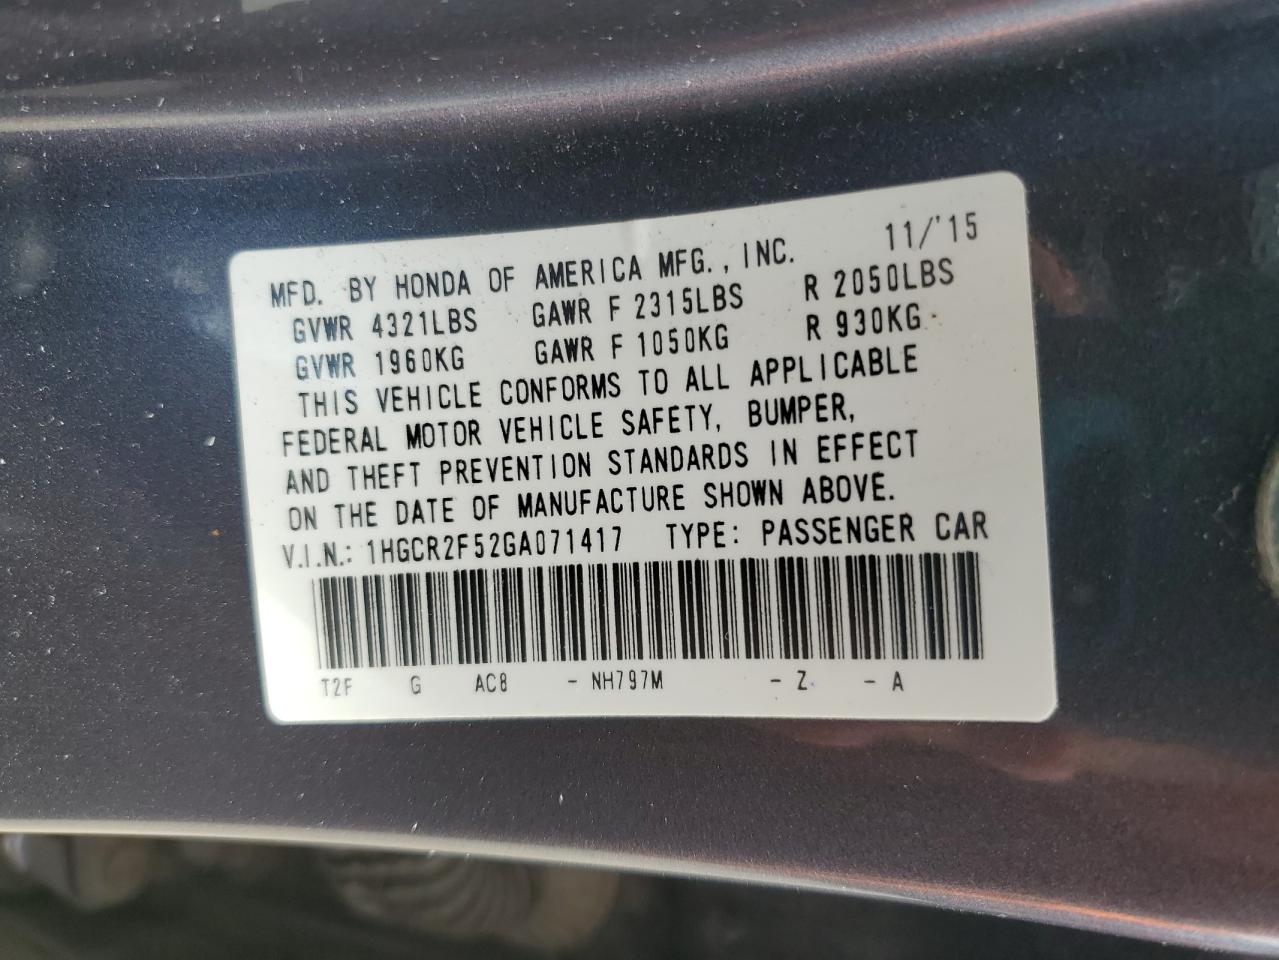 MFD. BY HONDA OF AMERICA MFG., INC. 11/'15
GVWR 4321LBS GAWR F 2315LBS R 2050LBS
GVWR 1960KG GAWR F 1050KG R 930KG
THIS VEHICLE CONFORMS TO ALL APPLICABLE
FEDERAL MOTOR VEHICLE SAFETY, BUMPER,
AND THEFT PREVENTION STANDARDS IN EFFECT
ON THE DATE OF MANUFACTURE SHOWN ABOVE.
V.I.N.: 1HGCR2F52GA071417 TYPE: PASSENGER CAR
T2F G AC8 - NH797M - Z - A